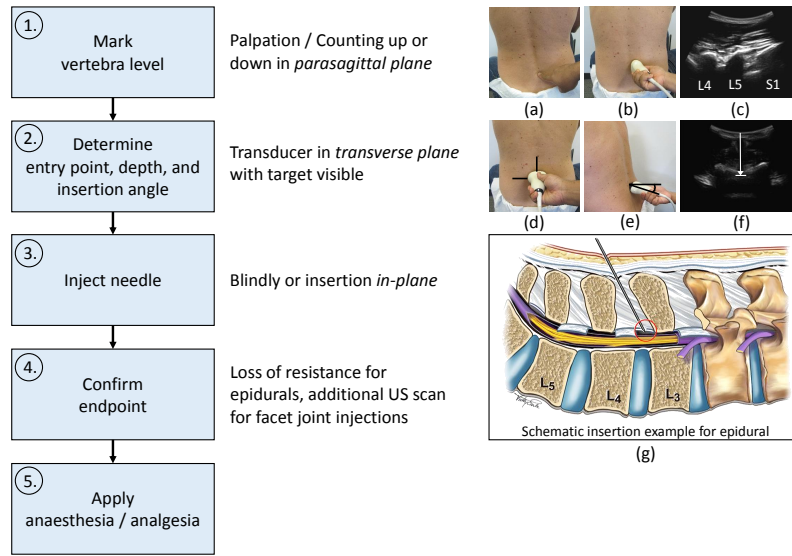 1.
Mark
vertebra level
Palpation / Counting up or
down in parasagittal plane
2.
Determine
entry point, depth, and
insertion angle
Transducer in transverse plane
with target visible
3.
Inject needle
Blindly or insertion in-plane
4.
Confirm
endpoint
Loss of resistance for
epidurals, additional US scan
for facet joint injections
5.
Apply
anaesthesia / analgesia
L4 L5 S1
(a) (b) (c)
(d) (e) (f)
L5 L4 L3
Schematic insertion example for epidural
(g)